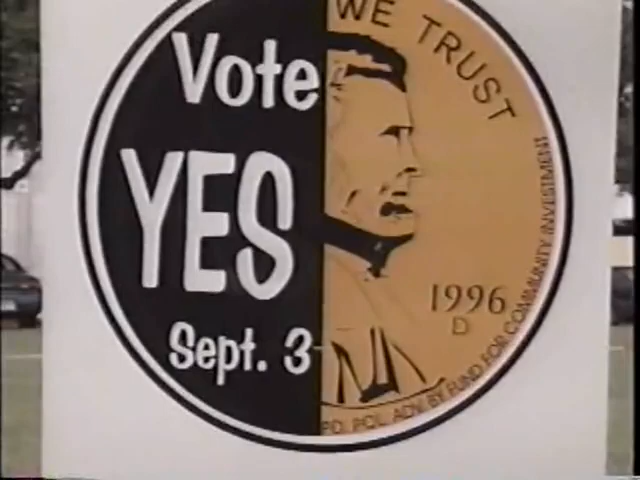 Vote
YES
Sept. 3
WE TRUST
1996
D
PD. POL. ADV. BY FUND FOR COMMUNITY INVESTMENT